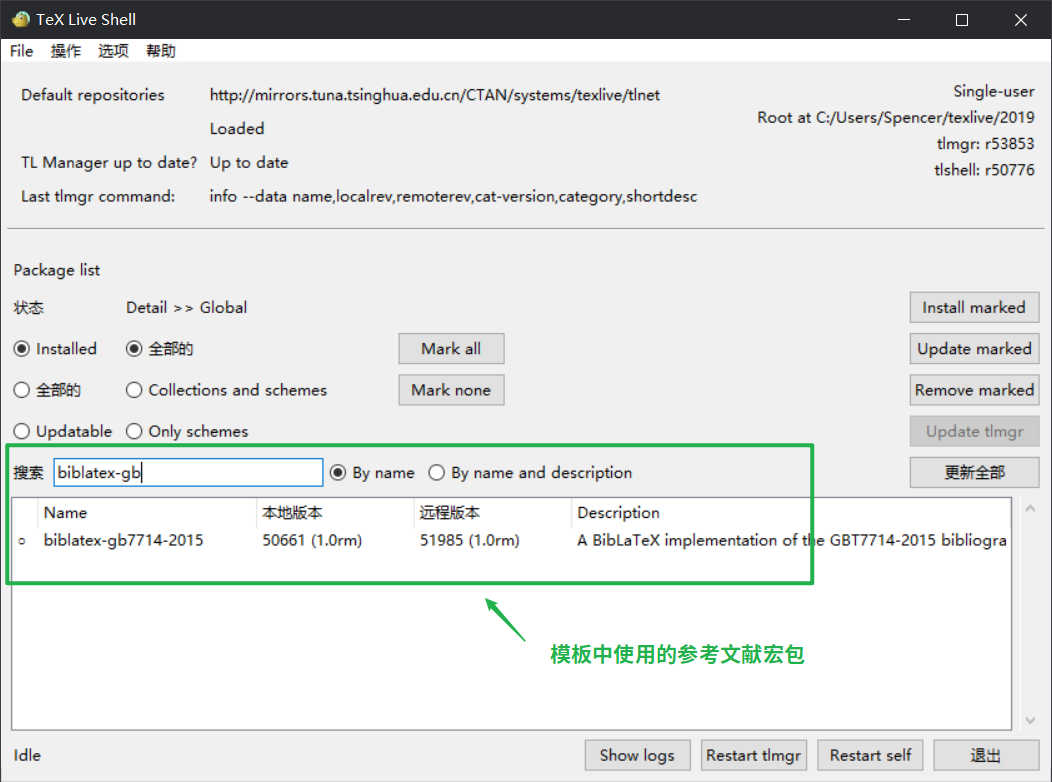 TeX Live Shell
File 操作 选项 帮助
Default repositories http://mirrors.tuna.tsinghua.edu.cn/CTAN/systems/texlive/tlnet
Loaded
TL Manager up to date? Up to date
Last tlmgr command: info --data name,localrev,remoterev,cat-version,category,shortdesc
Single-user
Root at C:/Users/Spencer/texlive/2019
tlmgr: r53853
tlshell: r50776
Package list
状态 Detail >> Global Install marked
Installed 全部的 Mark all Update marked
全部的 Collections and schemes Mark none Remove marked
Updatable Only schemes Update tlmgr
搜索 biblatex-gb By name By name and description 更新全部
Name 本地版本 远程版本 Description
biblatex-gb7714-2015 50661 (1.0rm) 51985 (1.0rm) A BibLaTeX implementation of the GBT7714-2015 bibliogra
模板中使用的参考文献宏包
Idle Show logs Restart tlmgr Restart self 退出